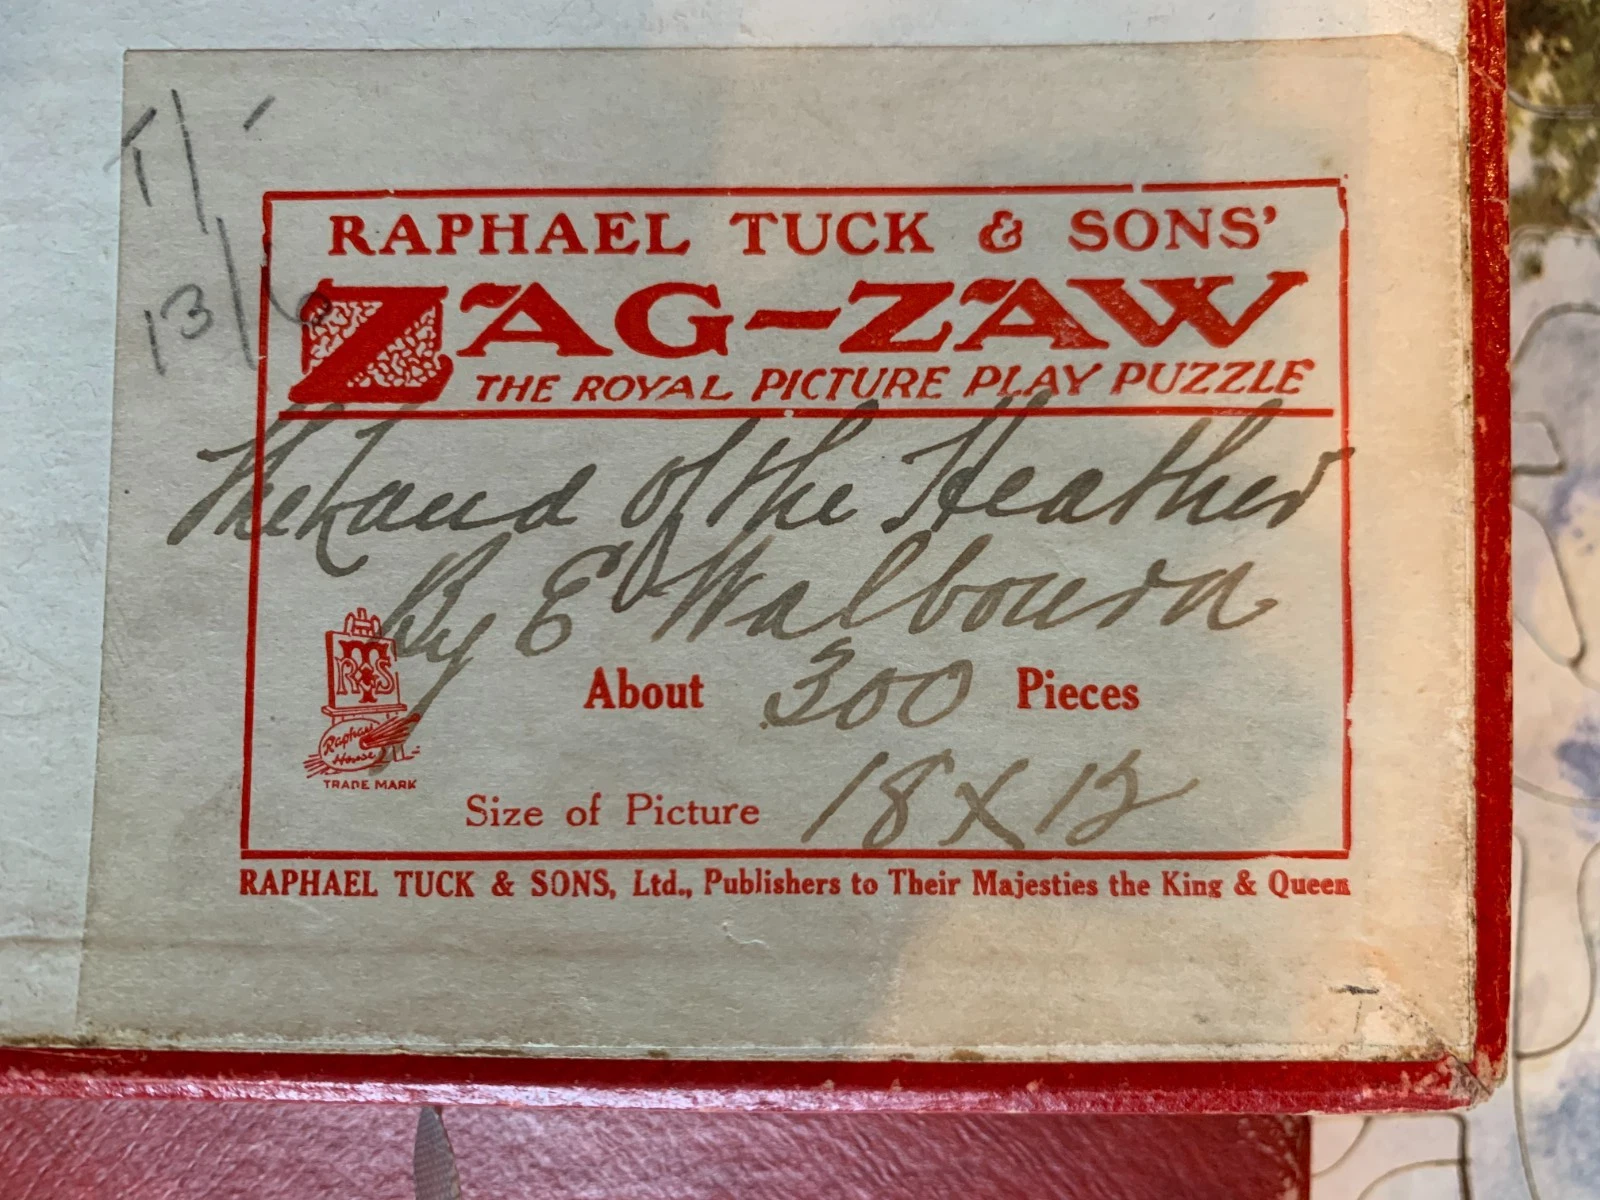 1/-
13/6
RAPHAEL TUCK & SONS'
ZAG-ZAW
THE ROYAL PICTURE PLAY PUZZLE
The Land of the Heather
By E Walbourn
About 300 Pieces
Size of Picture 18 X 12
RTS
Raphael
House
TRADE MARK
RAPHAEL TUCK & SONS, Ltd., Publishers to Their Majesties the King & Queen